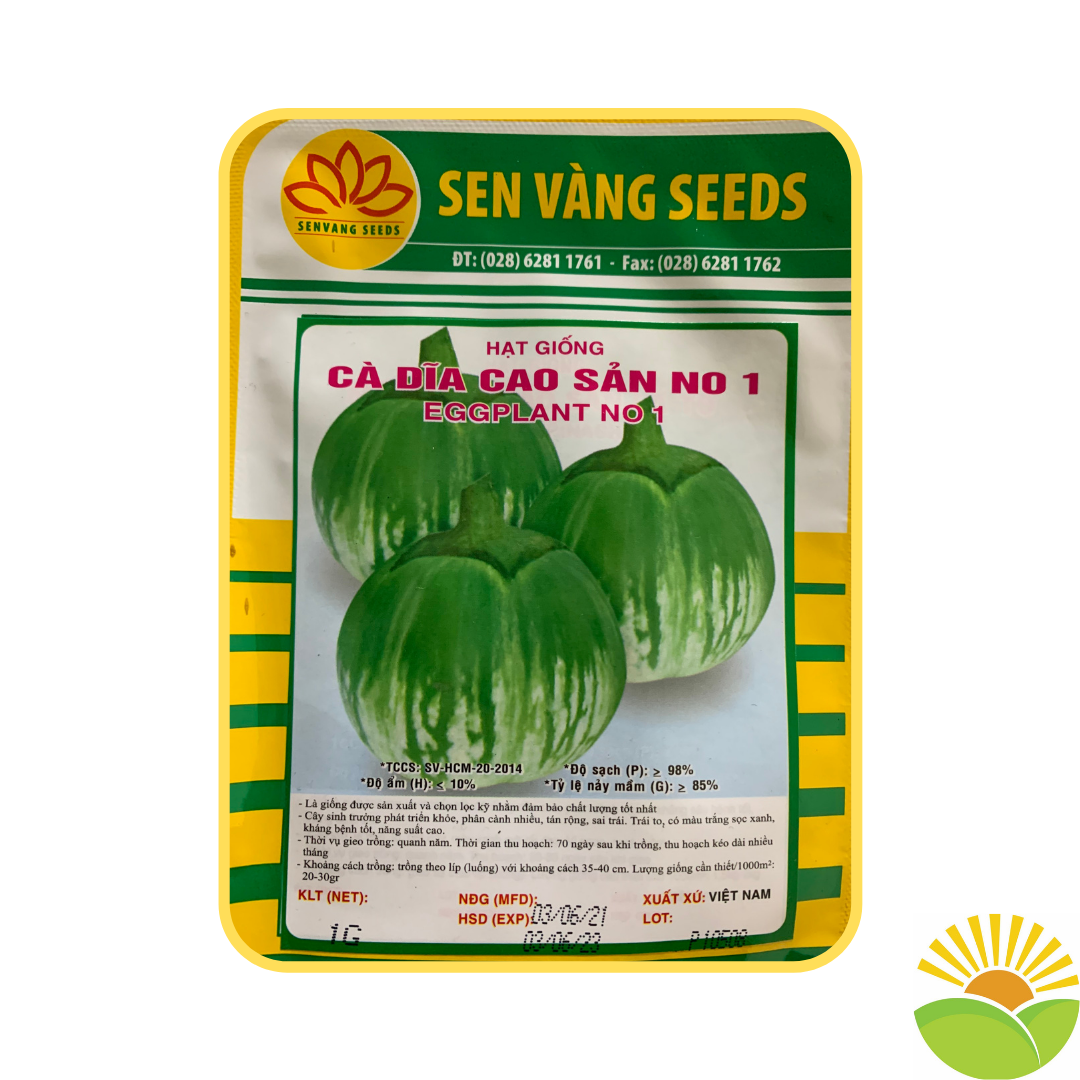 SENVANG SEEDS
SEN VÀNG SEEDS
ĐT: (028) 6281 1761 - Fax: (028) 6281 1762
HẠT GIỐNG
CÀ DĨA CAO SẢN NO 1
EGGPLANT NO 1
*TCCS: SV-HCM-20-2014 *Độ sạch (P): ≥ 98%
*Độ ẩm (H): ≤ 10% *Tỷ lệ nảy mầm (G): ≥ 85%
- Là giống được sản xuất và chọn lọc kỹ nhằm đảm bảo chất lượng tốt nhất
- Cây sinh trưởng phát triển khỏe, phân cành nhiều, tán rộng, sai trái. Trái to, có màu trắng sọc xanh,
kháng bệnh tốt, năng suất cao.
- Thời vụ gieo trồng: quanh năm. Thời gian thu hoạch: 70 ngày sau khi trồng, thu hoạch kéo dài nhiều
tháng
- Khoảng cách trồng: trồng theo líp (luống) với khoảng cách 35-40 cm. Lượng giống cần thiết/1000m²:
20-30gr
KLT (NET): NĐG (MFD): 03/06/21 XUẤT XỨ: VIỆT NAM
HSD (EXP): 03/06/23 LOT:
1G P10508